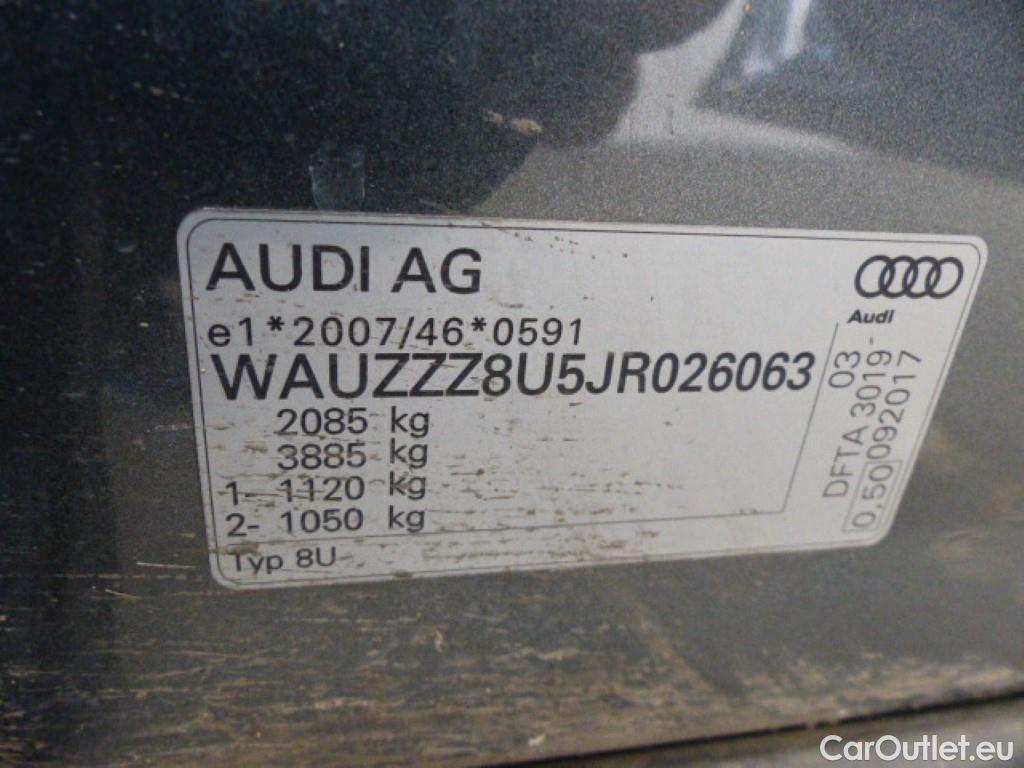 AUDI AG
Audi
e1*2007/46*0591
WAUZZZ8U5JR026063
2085 kg
3885 kg
1- 1120 kg
2- 1050 kg
Typ 8U
DFTA 3019 03
0,50 092017
CarOutlet.eu